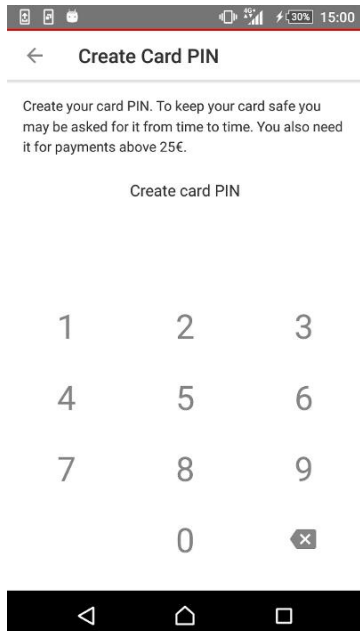 4G+ 30% 15:00
Create Card PIN
Create your card PIN. To keep your card safe you
may be asked for it from time to time. You also need
it for payments above 25€.
Create card PIN
1 2 3
4 5 6
7 8 9
0